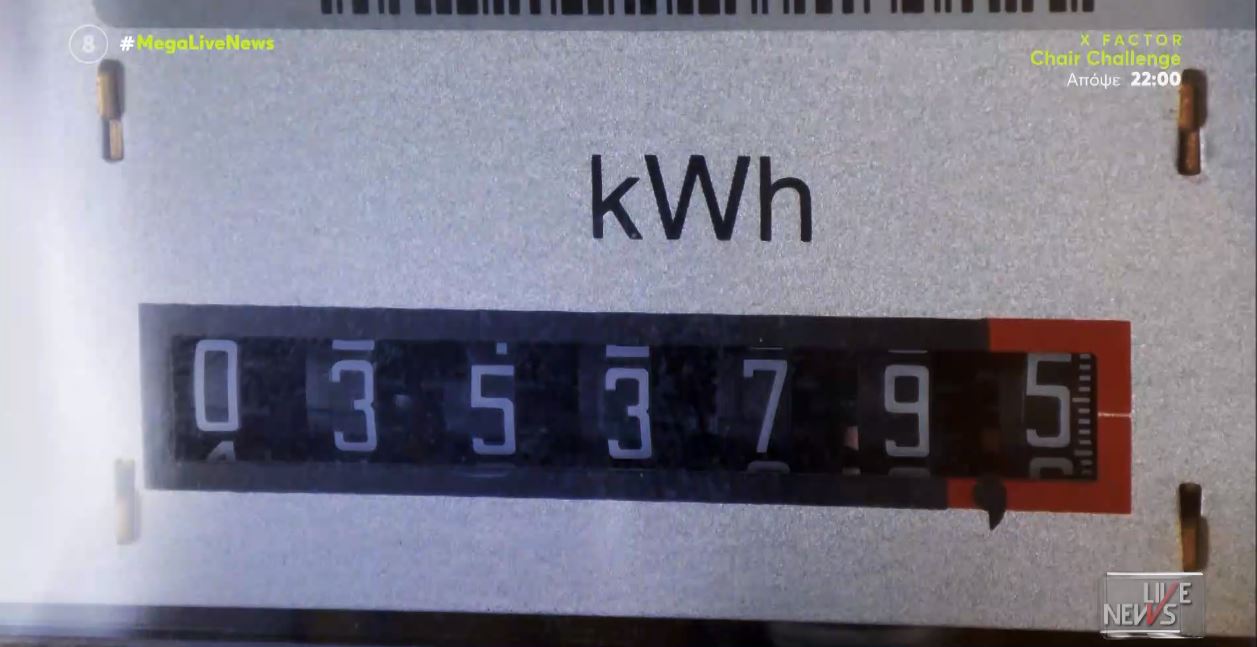 8 #MegaLiveNews
X FACTOR
Chair Challenge
Απόψε 22:00
kWh
0 3 5 3 7 9 , 5
LIVE
NEWS